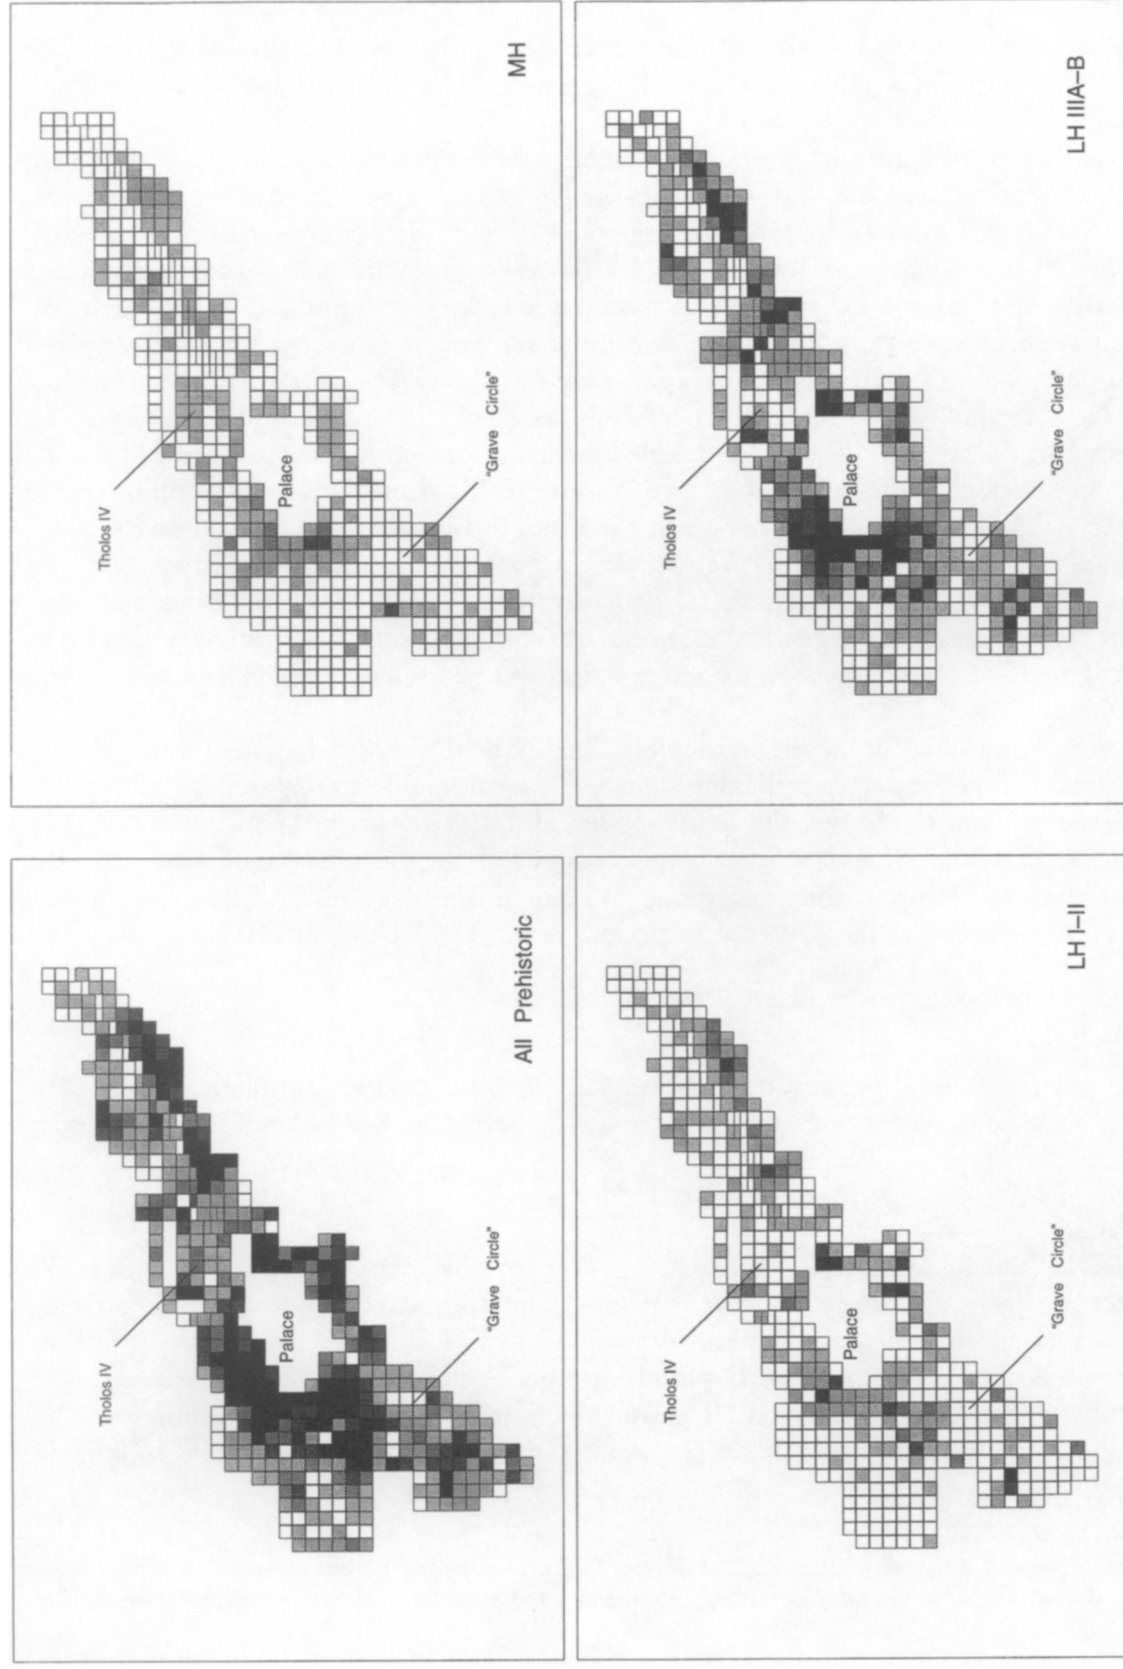 Tholos IV
Palace
"Grave Circle"
All Prehistoric
Tholos IV
Palace
"Grave Circle"
MH
Tholos IV
Palace
"Grave Circle"
LH I–II
Tholos IV
Palace
"Grave Circle"
LH IIIA–B